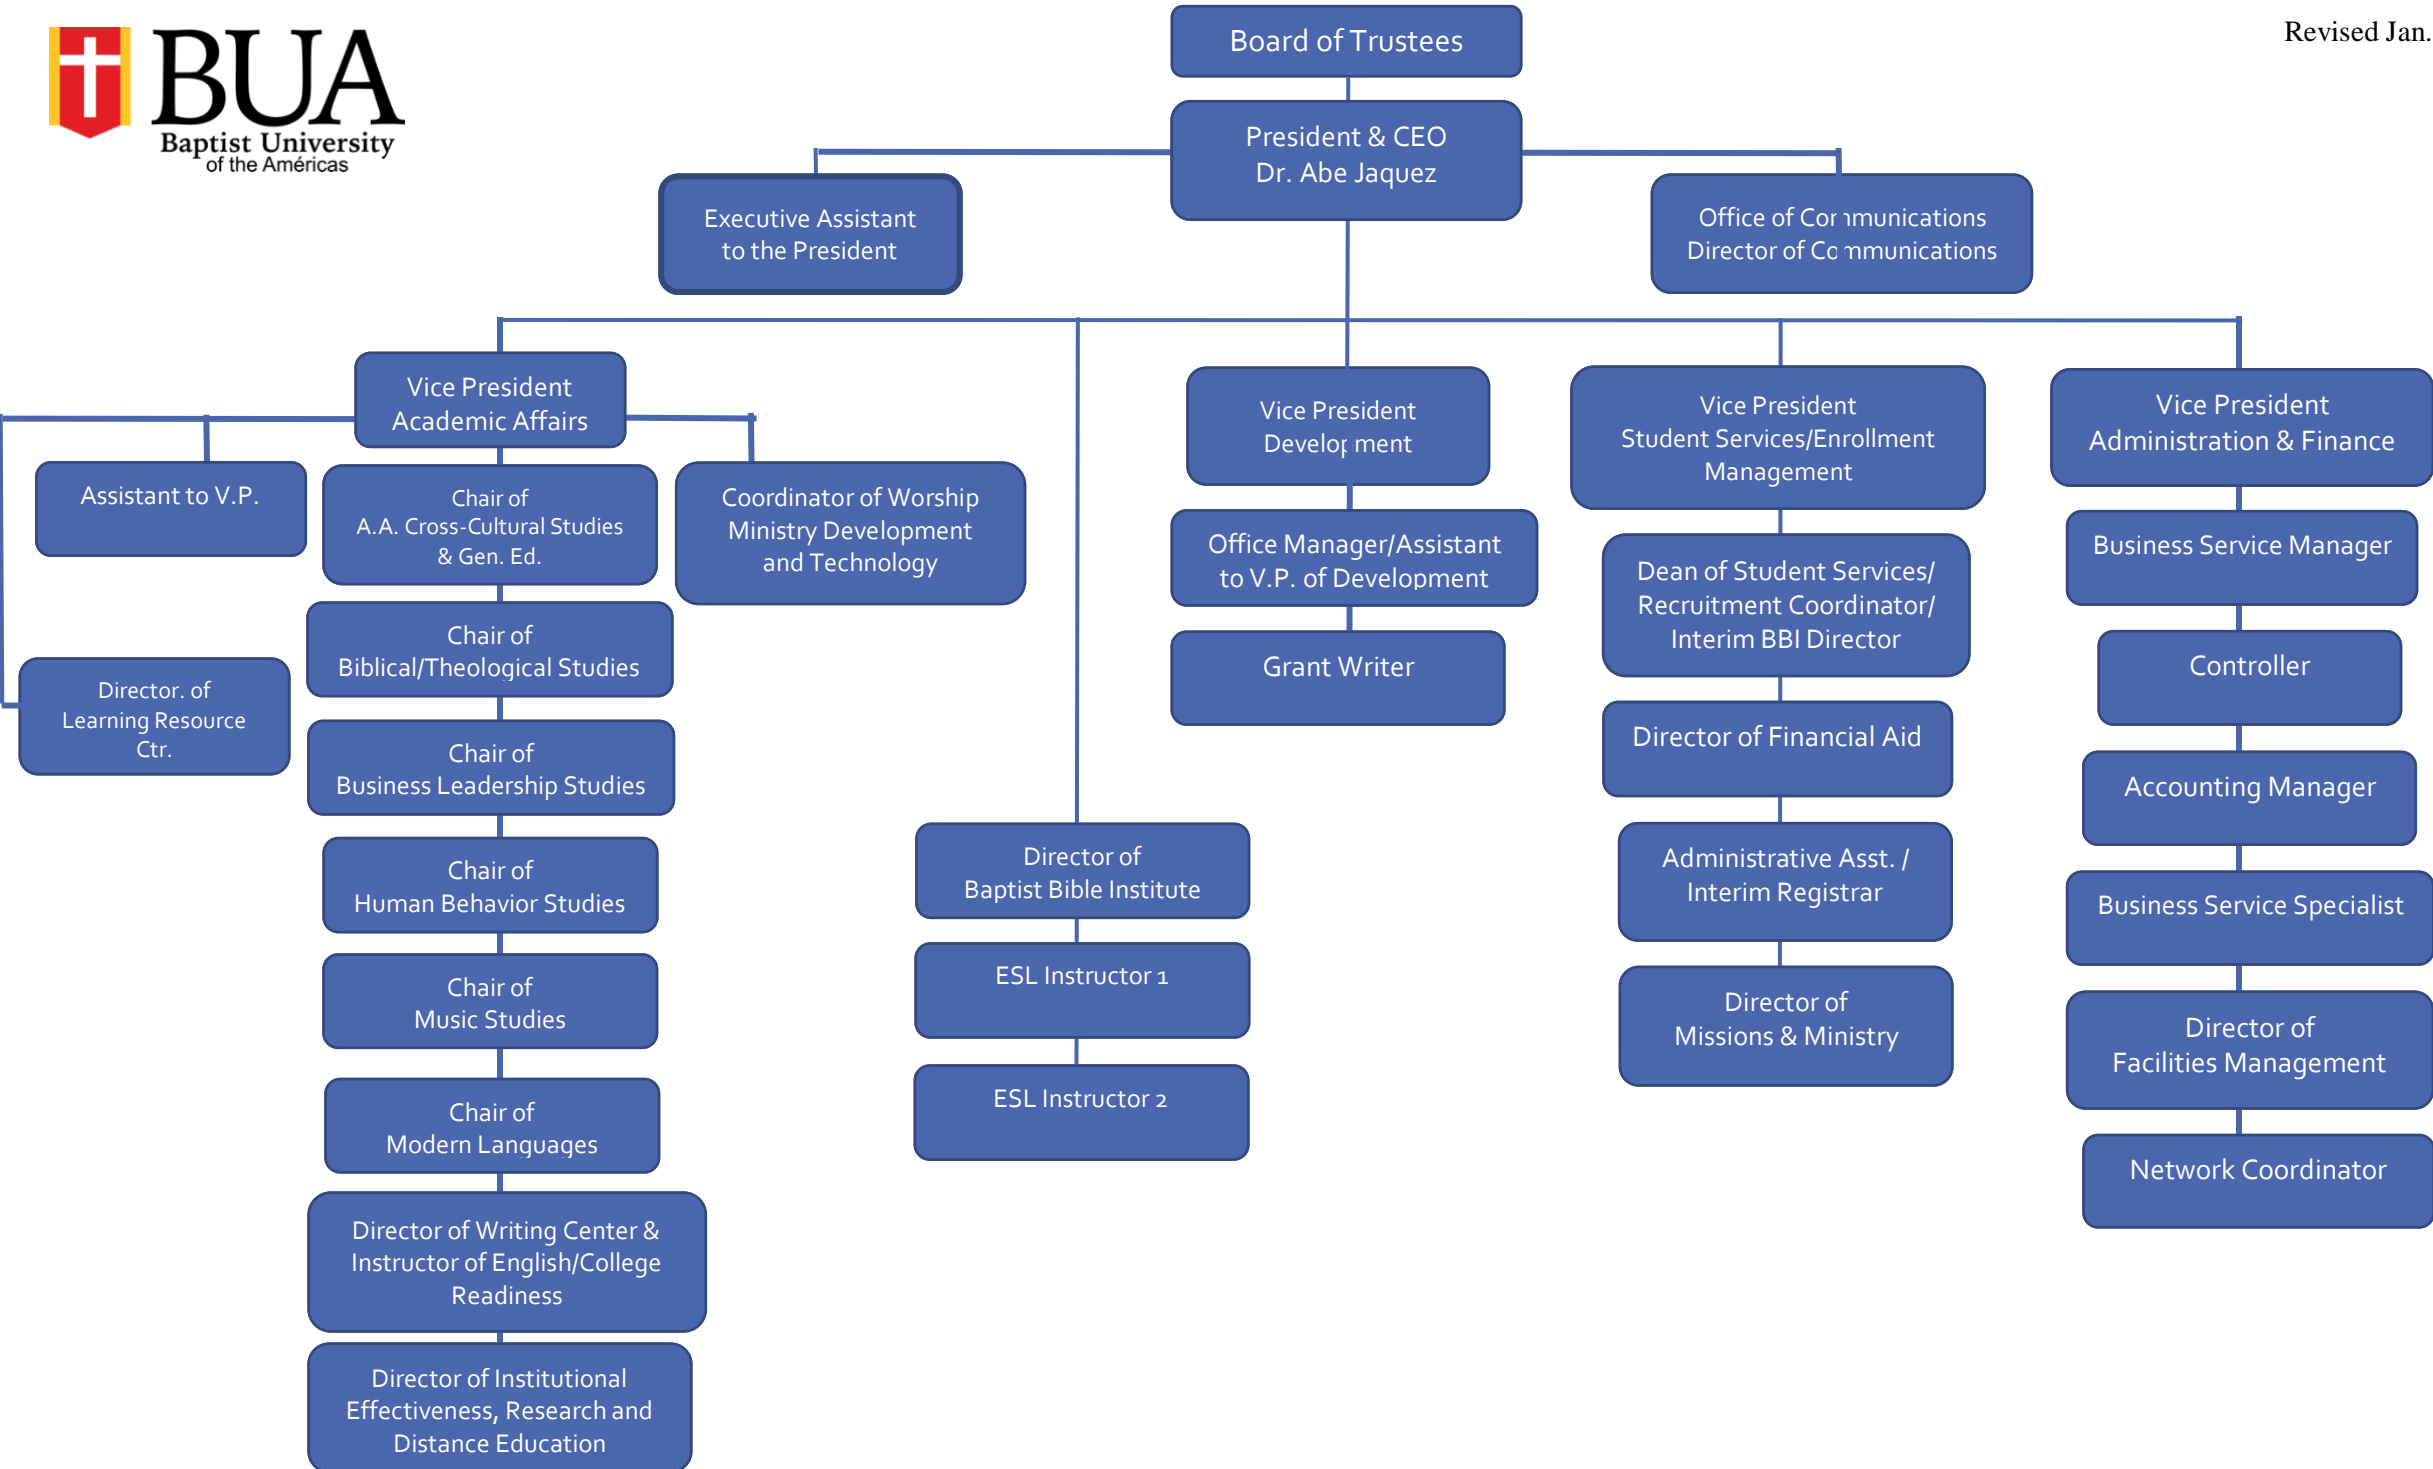 BUA
Baptist University
of the Américas
Revised Jan.
Board of Trustees
President & CEO
Dr. Abe Jaquez
Executive Assistant
to the President
Office of Communications
Director of Communications
Vice President
Academic Affairs
Assistant to V.P.
Director. of
Learning Resource
Ctr.
Chair of
A.A. Cross-Cultural Studies
& Gen. Ed.
Chair of
Biblical/Theological Studies
Chair of
Business Leadership Studies
Chair of
Human Behavior Studies
Chair of
Music Studies
Chair of
Modern Languages
Director of Writing Center &
Instructor of English/College
Readiness
Director of Institutional
Effectiveness, Research and
Distance Education
Coordinator of Worship
Ministry Development
and Technology
Director of
Baptist Bible Institute
ESL Instructor 1
ESL Instructor 2
Vice President
Development
Office Manager/Assistant
to V.P. of Development
Grant Writer
Vice President
Student Services/Enrollment
Management
Dean of Student Services/
Recruitment Coordinator/
Interim BBI Director
Director of Financial Aid
Administrative Asst. /
Interim Registrar
Director of
Missions & Ministry
Vice President
Administration & Finance
Business Service Manager
Controller
Accounting Manager
Business Service Specialist
Director of
Facilities Management
Network Coordinator